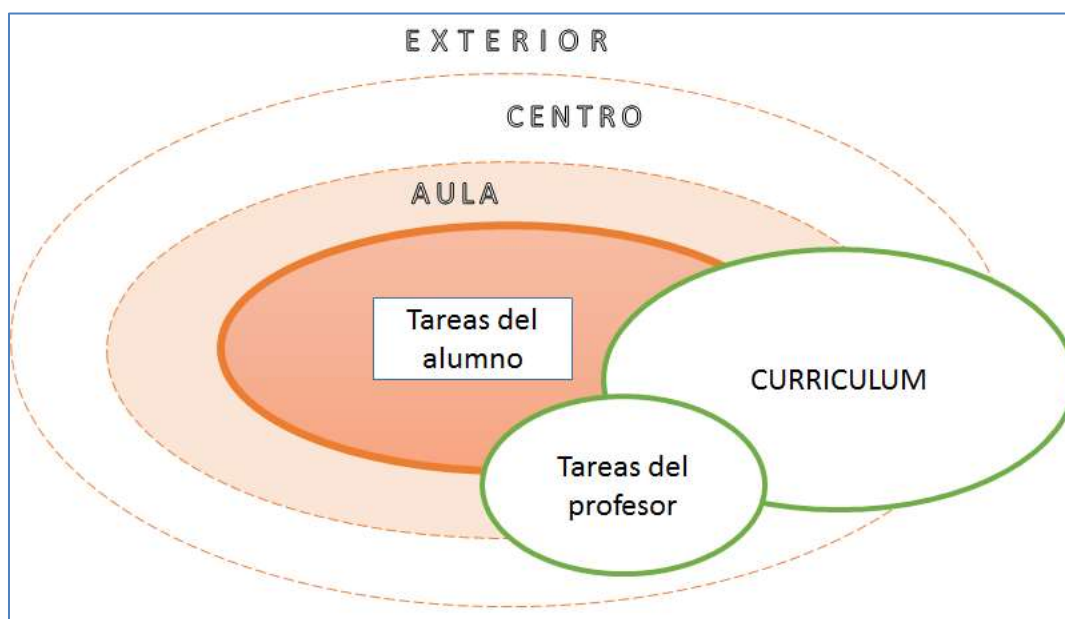 EXTERIOR
CENTRO
AULA
Tareas del
alumno
CURRICULUM
Tareas del
profesor